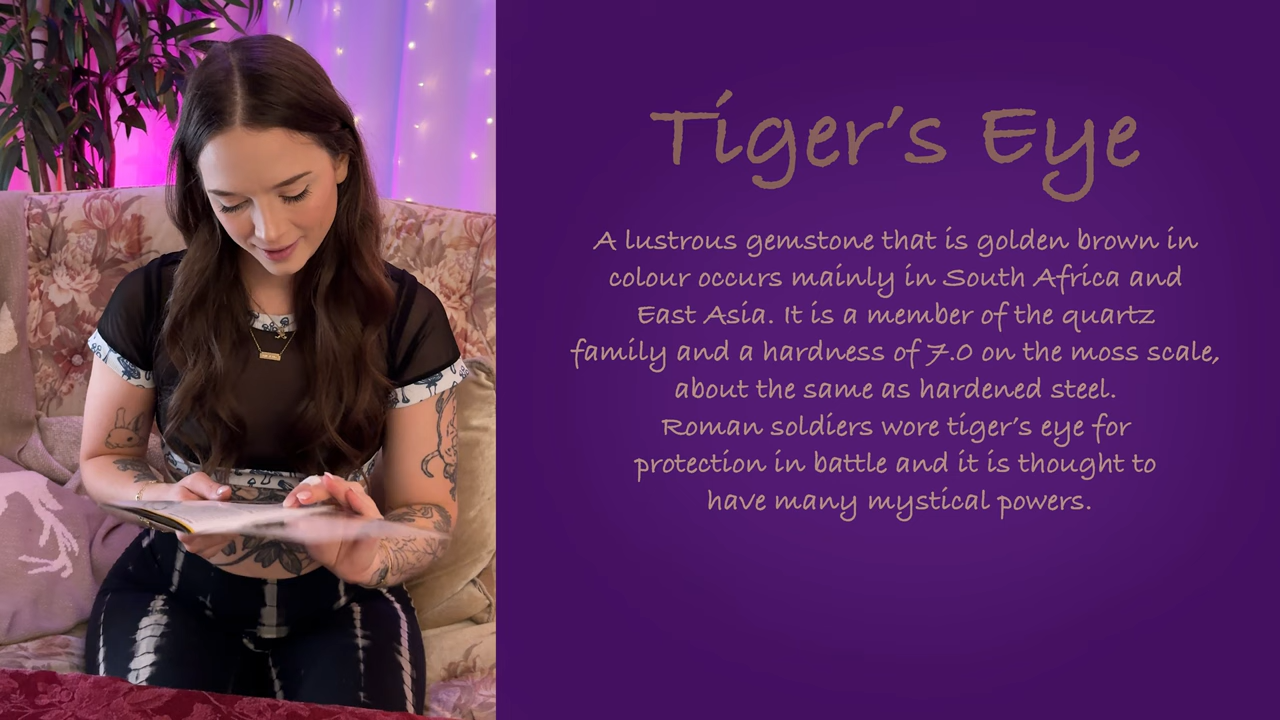 Tiger's Eye
A lustrous gemstone that is golden brown in
colour occurs mainly in South Africa and
East Asia. It is a member of the quartz
family and a hardness of 7.0 on the moss scale,
about the same as hardened steel.
Roman soldiers wore tiger's eye for
protection in battle and it is thought to
have many mystical powers.